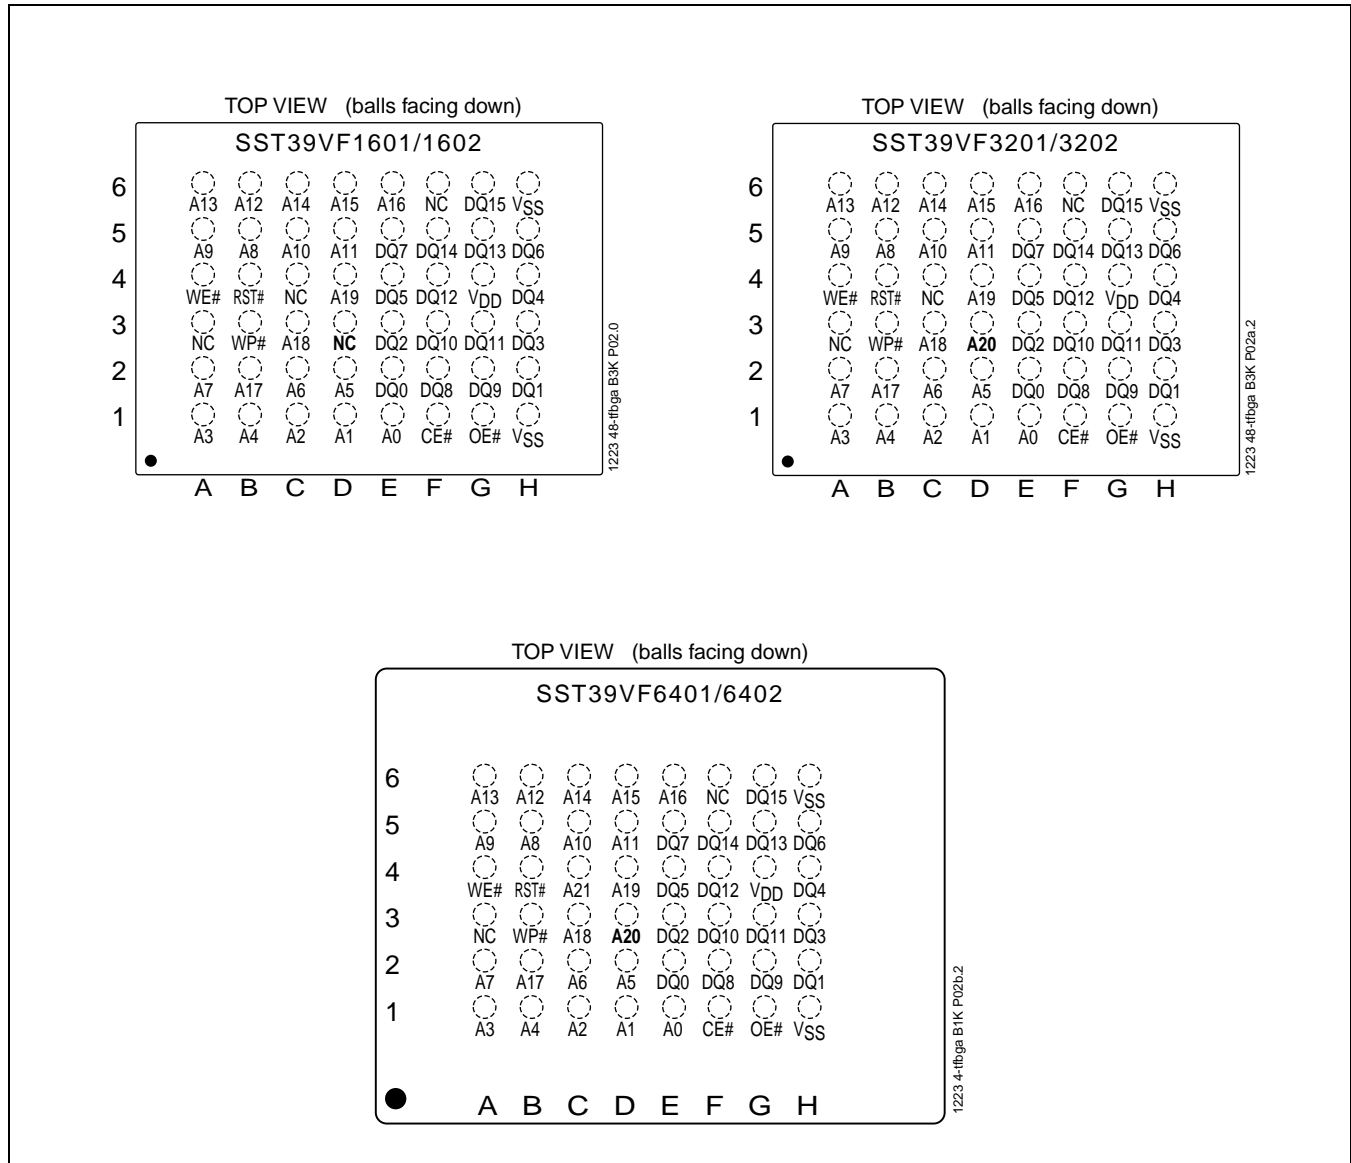 TOP VIEW (balls facing down)
SST39VF1601/1602
6
A13 A12 A14 A15 A16 NC DQ15 VSS
5
A9 A8 A10 A11 DQ7 DQ14 DQ13 DQ6
4
WE# RST# NC A19 DQ5 DQ12 VDD DQ4
3
NC WP# A18 NC DQ2 DQ10 DQ11 DQ3
2
A7 A17 A6 A5 DQ0 DQ8 DQ9 DQ1
1
A3 A4 A2 A1 A0 CE# OE# VSS
A B C D E F G H
1223 48-tfbga B3K P02.0
TOP VIEW (balls facing down)
SST39VF3201/3202
6
A13 A12 A14 A15 A16 NC DQ15 VSS
5
A9 A8 A10 A11 DQ7 DQ14 DQ13 DQ6
4
WE# RST# NC A19 DQ5 DQ12 VDD DQ4
3
NC WP# A18 A20 DQ2 DQ10 DQ11 DQ3
2
A7 A17 A6 A5 DQ0 DQ8 DQ9 DQ1
1
A3 A4 A2 A1 A0 CE# OE# VSS
A B C D E F G H
1223 48-tfbga B3K P02a.2
TOP VIEW (balls facing down)
SST39VF6401/6402
6
A13 A12 A14 A15 A16 NC DQ15 VSS
5
A9 A8 A10 A11 DQ7 DQ14 DQ13 DQ6
4
WE# RST# A21 A19 DQ5 DQ12 VDD DQ4
3
NC WP# A18 A20 DQ2 DQ10 DQ11 DQ3
2
A7 A17 A6 A5 DQ0 DQ8 DQ9 DQ1
1
A3 A4 A2 A1 A0 CE# OE# VSS
A B C D E F G H
1223 4-tfbga B1K P02b.2